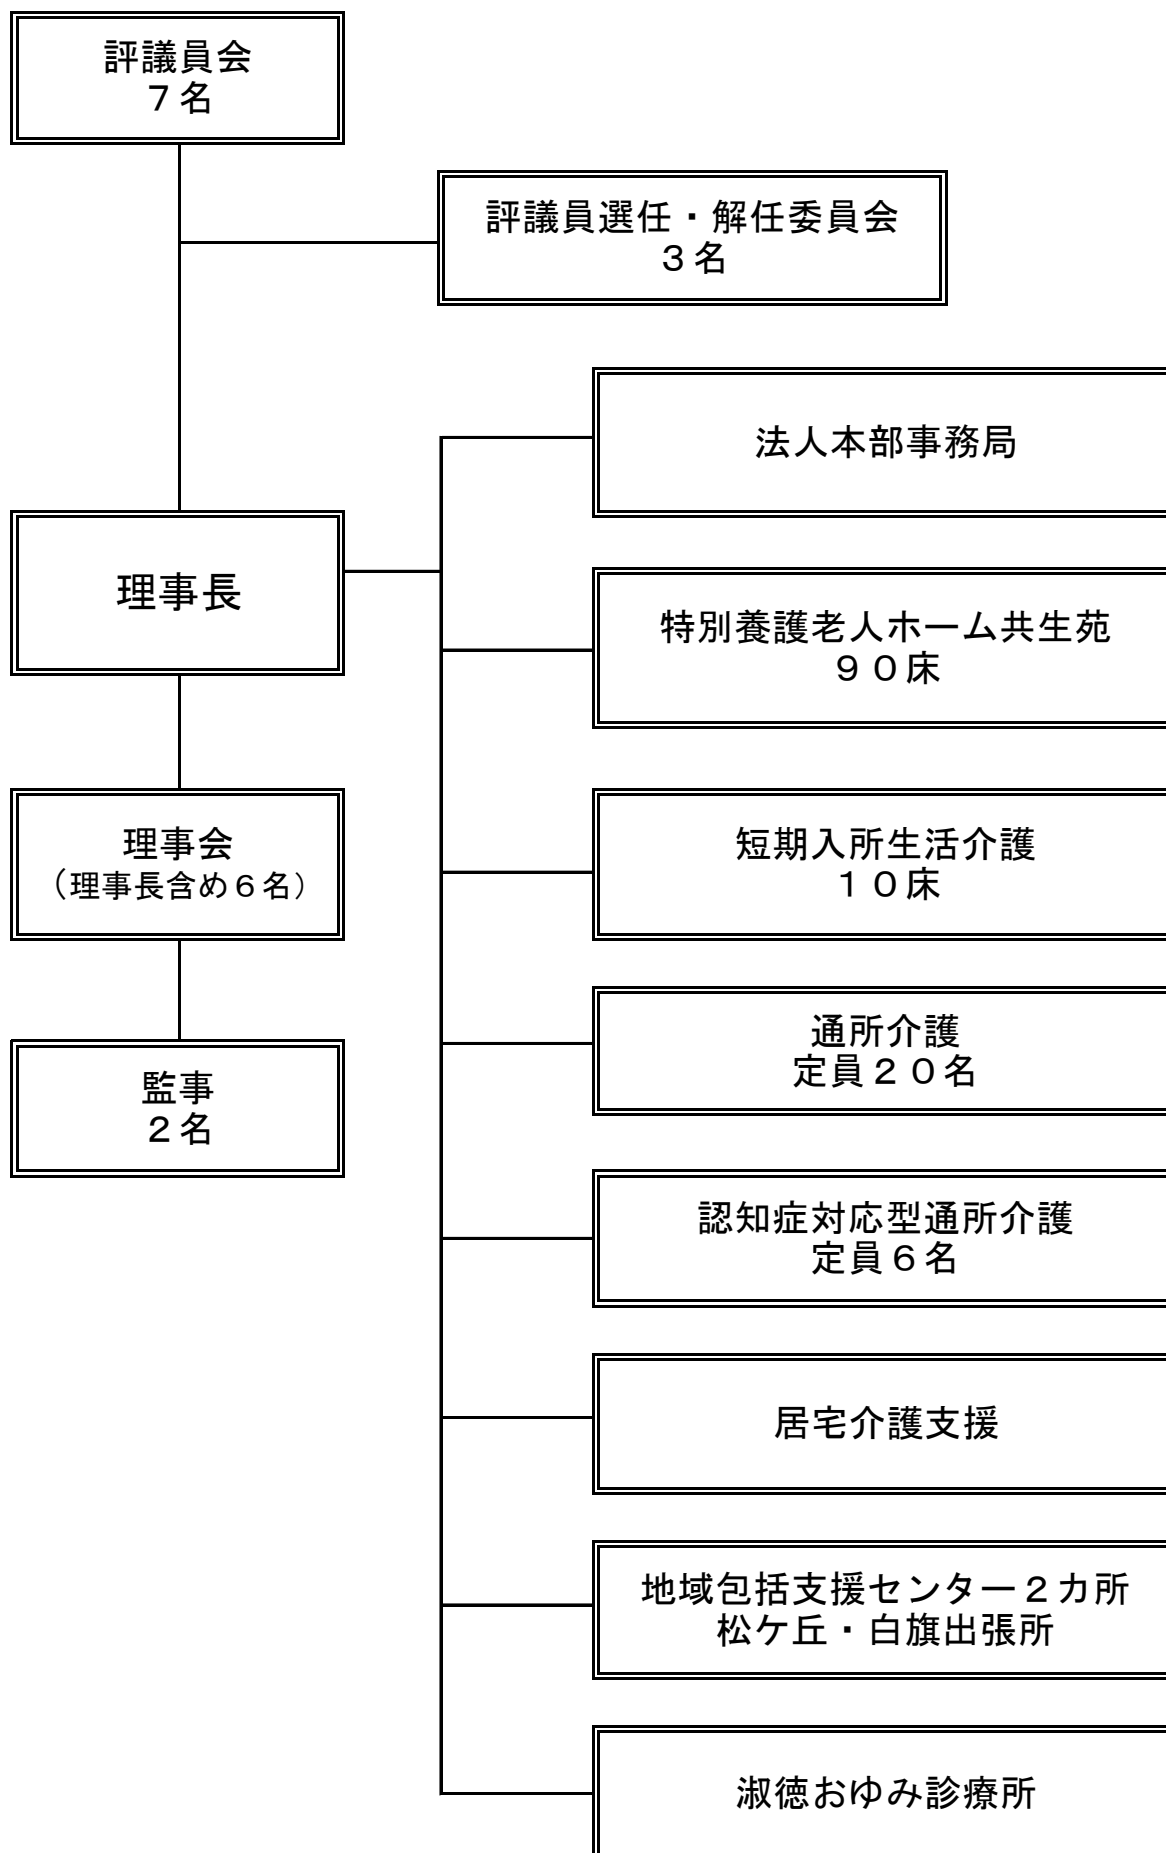 評議員会
７名
評議員選任・解任委員会
３名
法人本部事務局
理事長
特別養護老人ホーム共生苑
９０床
理事会
（理事長含め６名）
短期入所生活介護
１０床
通所介護
定員２０名
監事
２名
認知症対応型通所介護
定員６名
居宅介護支援
地域包括支援センター２カ所
松ケ丘・白旗出張所
淑徳おゆみ診療所